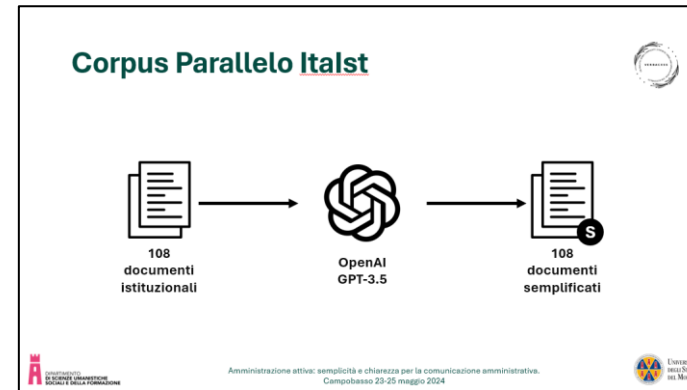 Corpus Parallelo ItaIst
108
documenti
istituzionali
OpenAI
GPT-3.5
S
108
documenti
semplificati
DIPARTIMENTO
DI SCIENZE UMANISTICHE
SOCIALI E DELLA FORMAZIONE
Amministrazione attiva: semplicità e chiarezza per la comunicazione amministrativa.
Campobasso 23-25 maggio 2024